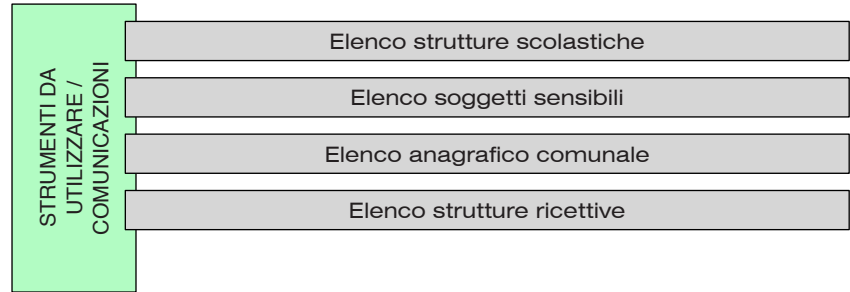 STRUMENTI DA
UTILIZZARE /
COMUNICAZIONI
Elenco strutture scolastiche
Elenco soggetti sensibili
Elenco anagrafico comunale
Elenco strutture ricettive